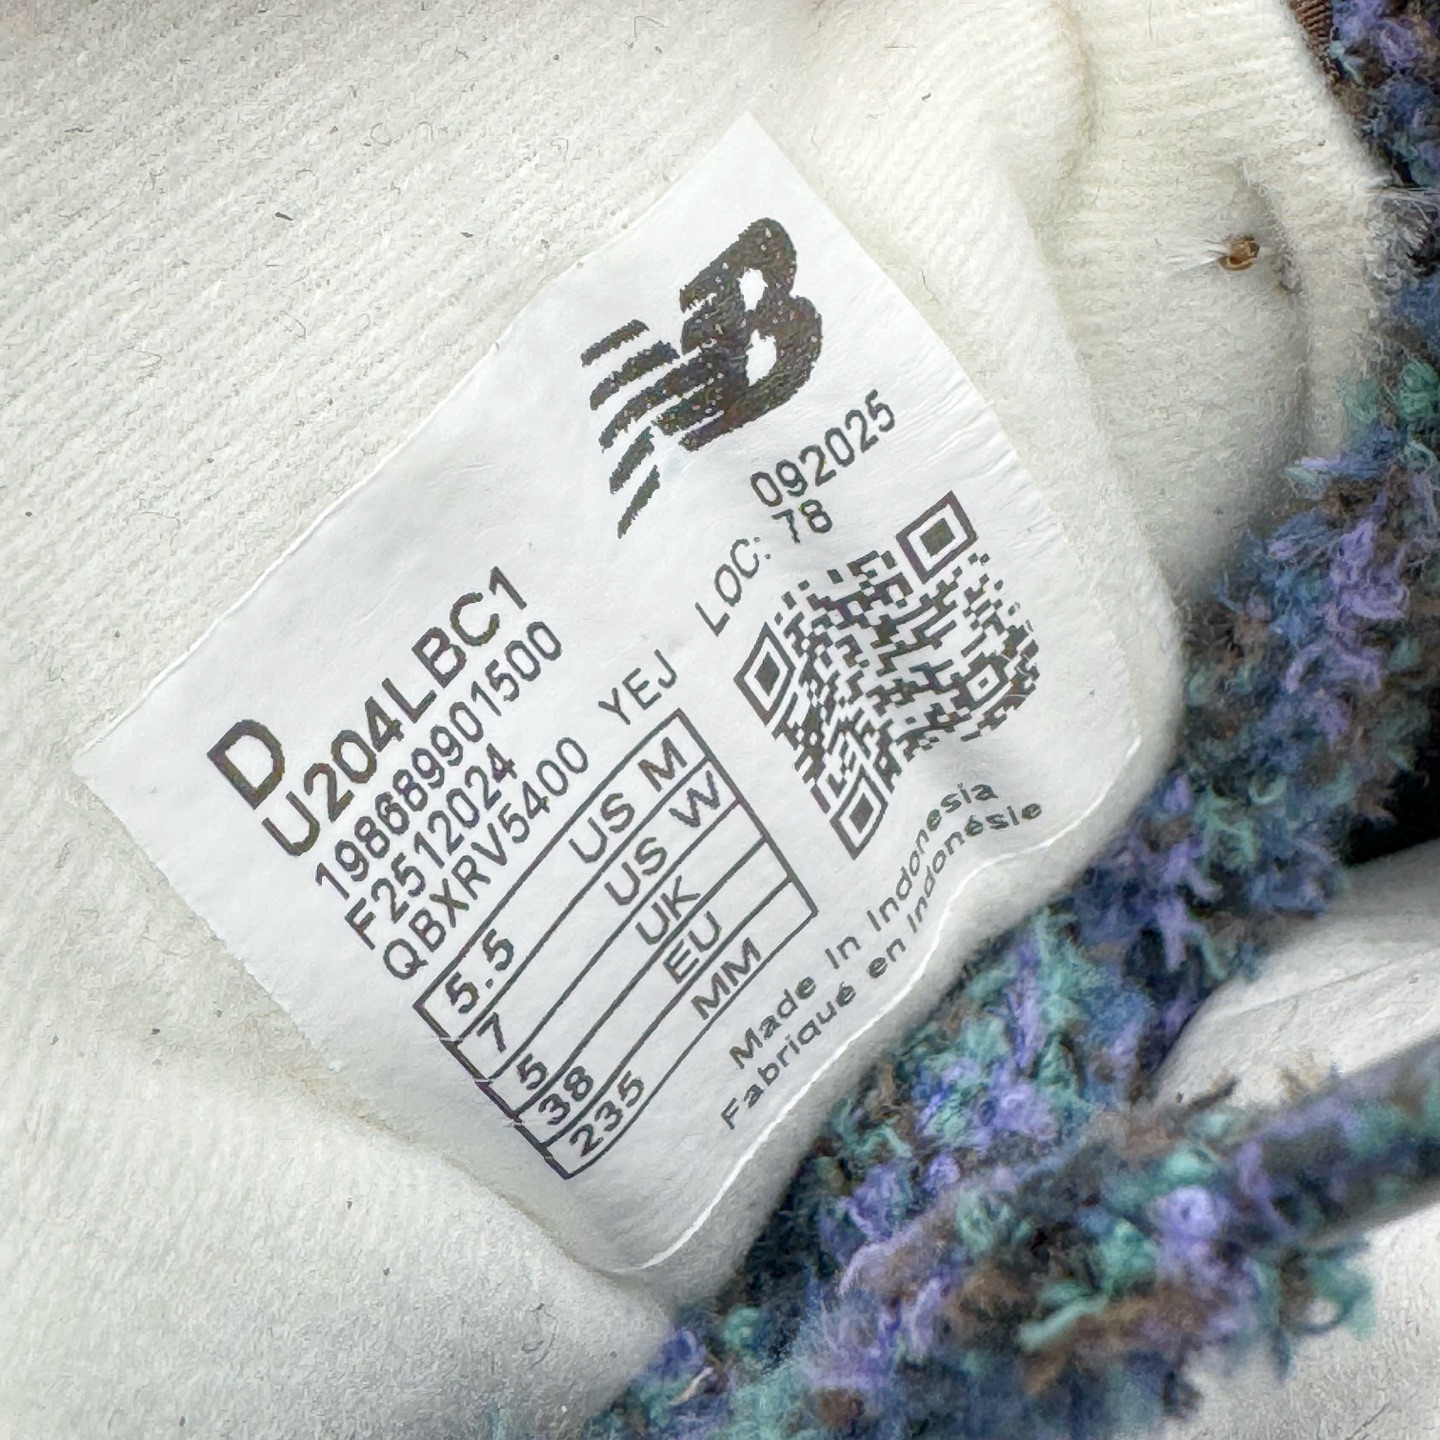 NB
092025
LOC: 78
D
U204LBC1
198689901500
F2512024
QBXRV5400 YEJ
5.5 US M
7 US W
5 UK
38 EU
235 MM
Made In Indonesia
Fabriqué en Indonésie